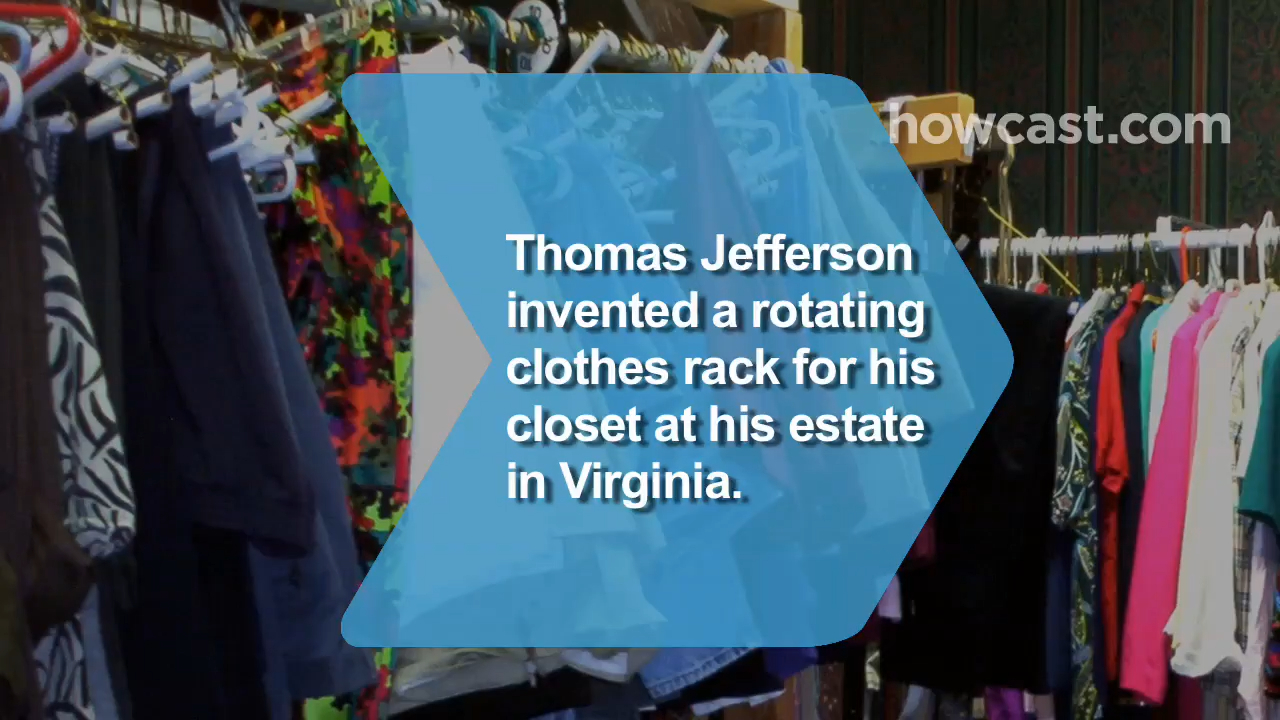 howcast.com
Thomas Jefferson
invented a rotating
clothes rack for his
closet at his estate
in Virginia.